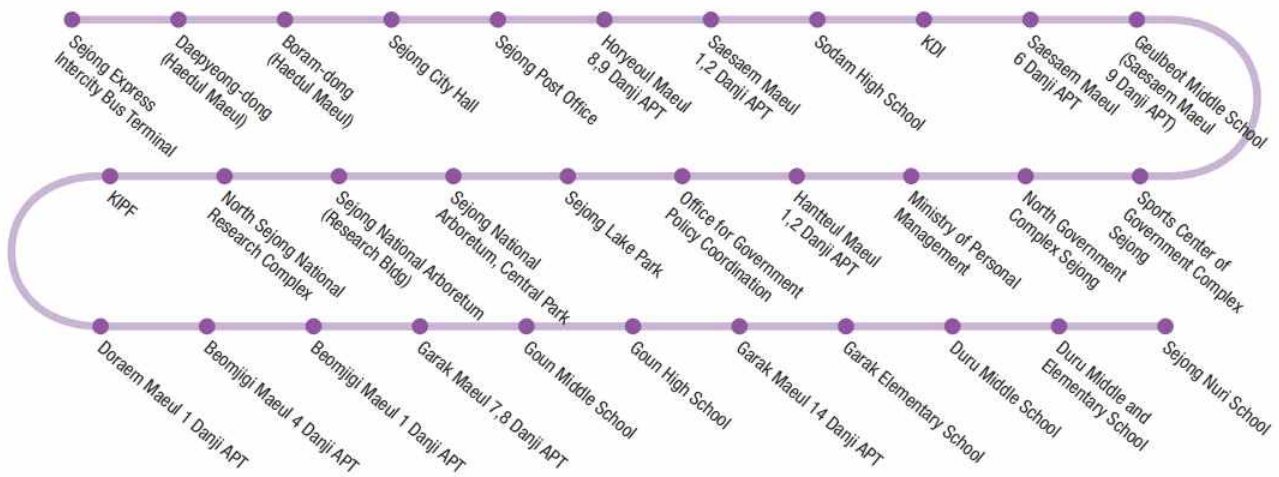 Sejong Express
Intercity Bus Terminal
Daepyeong-dong
(Haedul Maeul)
Boram-dong
(Haedul Maeul)
Sejong City Hall
Sejong Post Office
Horyeoul Maeul
8,9 Danji APT
Saesaem Maeul
1,2 Danji APT
Sodam High School
KDI
Saesaem Maeul
6 Danji APT
Geulbeot Middle School
(Saesaem Maeul
9 Danji APT)
KIPF
North Sejong National
Research Complex
Sejong National Arboretum
(Research Bldg)
Sejong National
Arboretum, Central Park
Sejong Lake Park
Office for Government
Policy Coordination
Hantteul Maeul
1,2 Danji APT
Ministry of Personal
Management
North Government
Complex Sejong
Sports Center of
Government Complex
Sejong
Doraem Maeul 1 Danji APT
Beomjigi Maeul 4 Danji APT
Beomjigi Maeul 1 Danji APT
Garak Maeul 7,8 Danji APT
Goun Middle School
Goun High School
Garak Maeul 14 Danji APT
Garak Elementary School
Duru Middle School
Duru Middle and
Elementary School
Sejong Nuri School